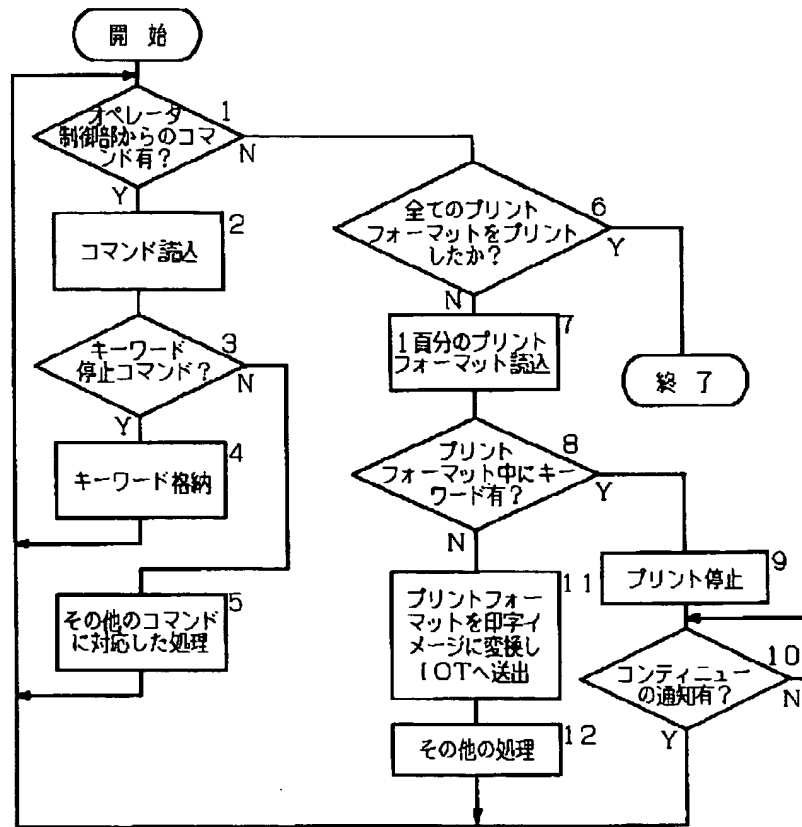 開始
オペレータ
制御部からのコマ
ンド有?
1
N
Y
コマンド読込
2
キーワード
停止コマンド?
3
N
Y
キーワード格納
4
その他のコマンド
に対応した処理
5
全てのプリント
フォーマットをプリント
したか?
6
Y
N
1頁分のプリント
フォーマット読込
7
終了
プリント
フォーマット中にキー
ワード有?
8
Y
N
プリント停止
9
プリントフォー
マットを印字イ
メージに変換し
IOTへ送出
11
コンティニュー
の通知有?
10
N
Y
その他の処理
12